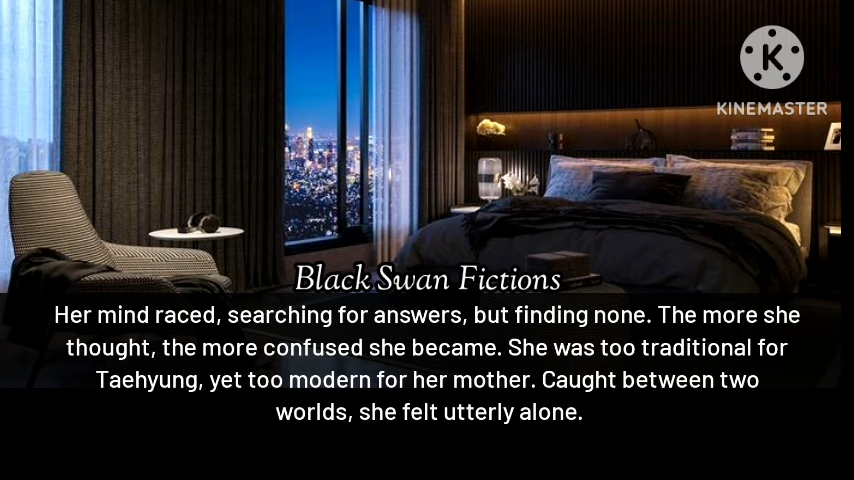 K
KINEMASTER
Black Swan Fictions
Her mind raced, searching for answers, but finding none. The more she
thought, the more confused she became. She was too traditional for
Taehyung, yet too modern for her mother. Caught between two
worlds, she felt utterly alone.